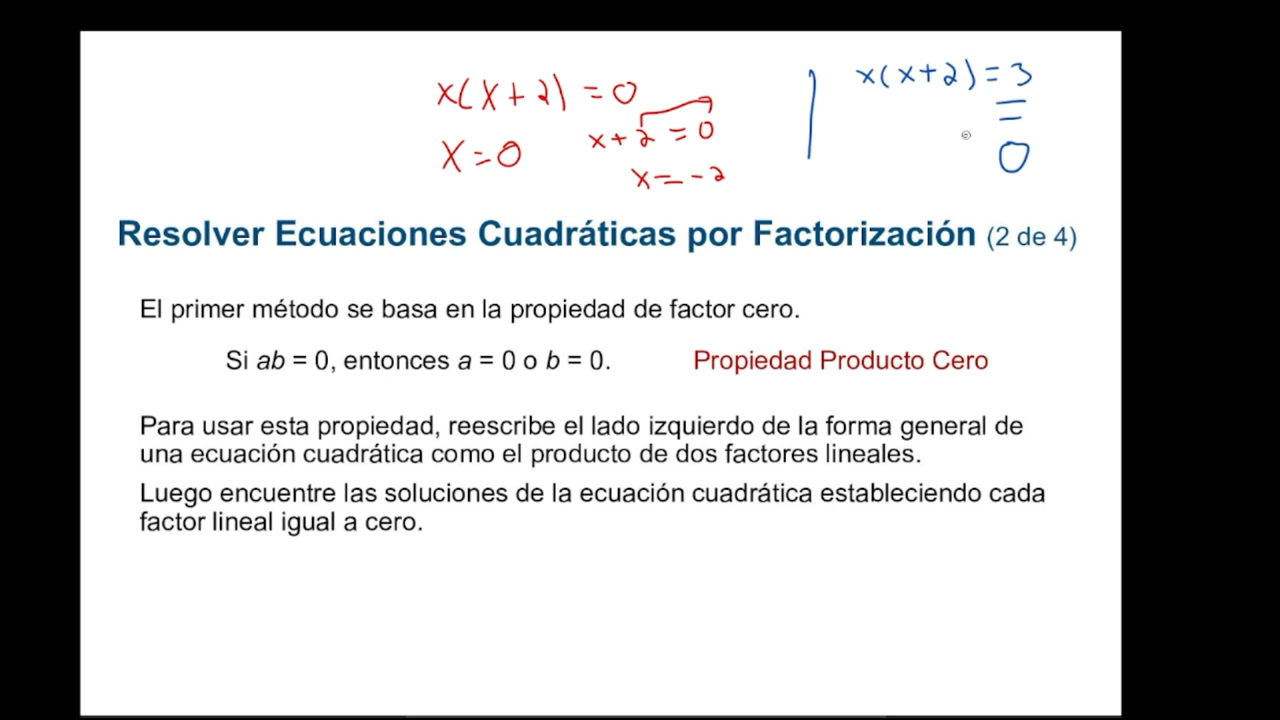 x(x+2) = 0
x+2 = 0
x = 0
x = -2
x(x+2) = 3
0
Resolver Ecuaciones Cuadráticas por Factorización (2 de 4)
El primer método se basa en la propiedad de factor cero.
Si ab = 0, entonces a = 0 o b = 0. Propiedad Producto Cero
Para usar esta propiedad, reescribe el lado izquierdo de la forma general de
una ecuación cuadrática como el producto de dos factores lineales.
Luego encuentre las soluciones de la ecuación cuadrática estableciendo cada
factor lineal igual a cero.